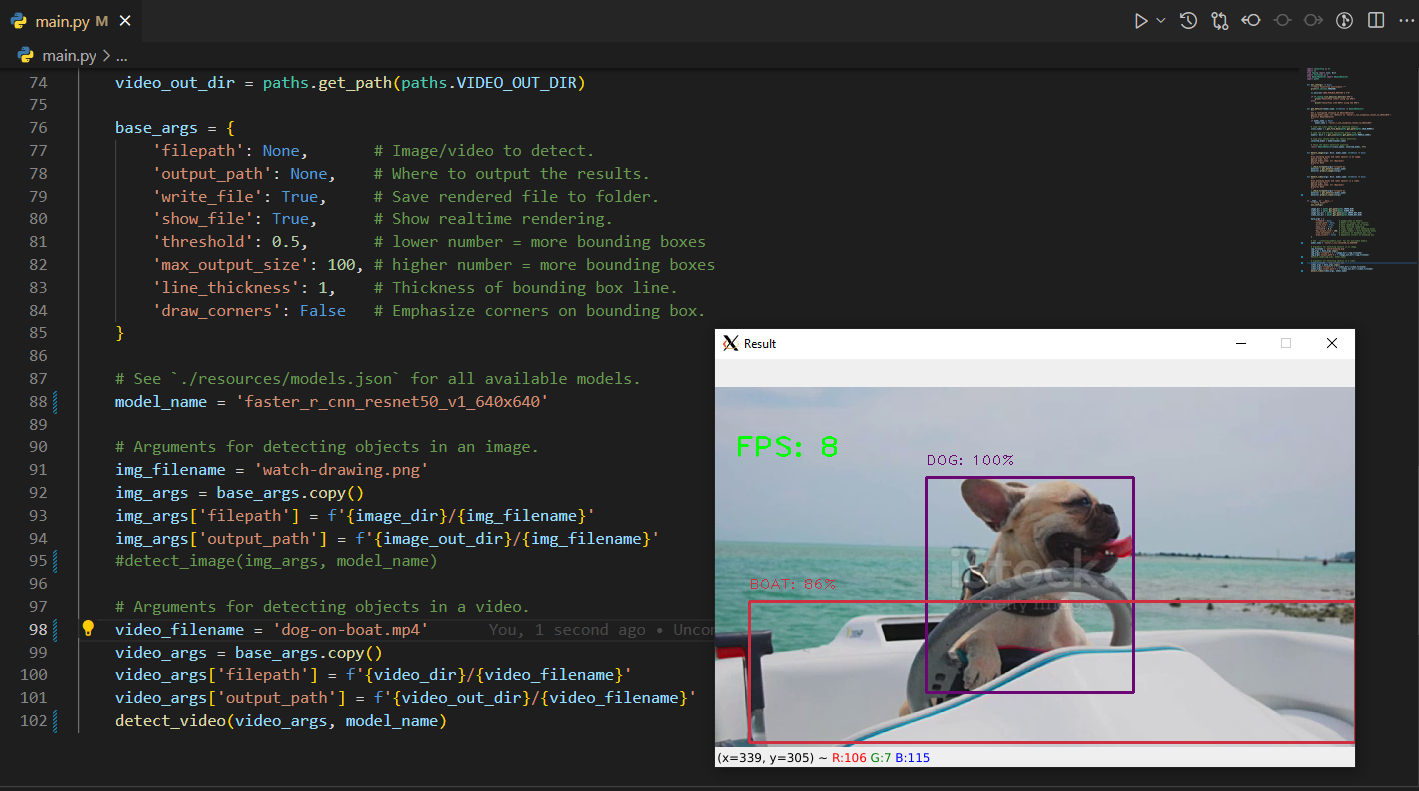 main.py M
main.py > ...
74 video_out_dir = paths.get_path(paths.VIDEO_OUT_DIR)
75
76 base_args = {
77 'filepath': None, # Image/video to detect.
78 'output_path': None, # Where to output the results.
79 'write_file': True, # Save rendered file to folder.
80 'show_file': True, # Show realtime rendering.
81 'threshold': 0.5, # lower number = more bounding boxes
82 'max_output_size': 100, # higher number = more bounding boxes
83 'line_thickness': 1, # Thickness of bounding box line.
84 'draw_corners': False # Emphasize corners on bounding box.
85 }
86
87 # See `./resources/models.json` for all available models.
88 model_name = 'faster_r_cnn_resnet50_v1_640x640'
89
90 # Arguments for detecting objects in an image.
91 img_filename = 'watch-drawing.png'
92 img_args = base_args.copy()
93 img_args['filepath'] = f'{image_dir}/{img_filename}'
94 img_args['output_path'] = f'{image_out_dir}/{img_filename}'
95 #detect_image(img_args, model_name)
96
97 # Arguments for detecting objects in a video.
98 video_filename = 'dog-on-boat.mp4' You, 1 second ago • Uncor
99 video_args = base_args.copy()
100 video_args['filepath'] = f'{video_dir}/{video_filename}'
101 video_args['output_path'] = f'{video_out_dir}/{video_filename}'
102 detect_video(video_args, model_name)
Result
FPS: 8
DOG: 100%
iStock
BOAT: 86%
(x=339, y=305) ~ R:106 G:7 B:115